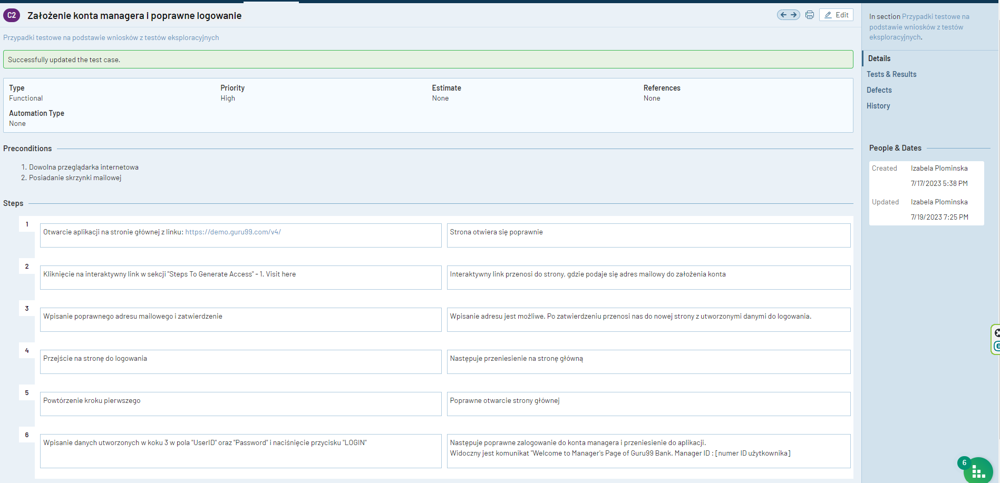 C2 Założenie konta managera i poprawne logowanie
Edit
Przypadki testowe na podstawie wniosków z testów eksploracyjnych
Successfully updated the test case.
Type Priority Estimate References
Functional High None None
Automation Type
None
Preconditions
1. Dowolna przeglądarka internetowa
2. Posiadanie skrzynki mailowej
Steps
1
Otwarcie aplikacji na stronie głównej z linku: https://demo.guru99.com/v4/
Strona otwiera się poprawnie
2
Kliknięcie na interaktywny link w sekcji "Steps To Generate Access" - 1. Visit here
Interaktywny link przenosi do strony, gdzie podaje się adres mailowy do założenia konta
3
Wpisanie poprawnego adresu mailowego i zatwierdzenie
Wpisanie adresu jest możliwe. Po zatwierdzeniu przenosi nas do nowej strony z utworzonymi danymi do logowania.
4
Przejście na stronę do logowania
Następuje przeniesienie na stronę główną
5
Powtórzenie kroku pierwszego
Poprawne otwarcie strony głównej
6
Wpisanie danych utworzonych w koku 3 w pola "UserID" oraz "Password" i naciśnięcie przycisku "LOGIN"
Następuje poprawne zalogowanie do konta managera i przeniesienie do aplikacji.
Widoczny jest komunikat "Welcome to Manager's Page of Guru99 Bank. Manager ID : [numer ID użytkownika]
In section Przypadki testowe na
podstawie wniosków z testów
eksploracyjnych.
Details
Tests & Results
Defects
History
People & Dates
Created Izabela Plominska
7/17/2023 5:38 PM
Updated Izabela Plominska
7/19/2023 7:25 PM
6